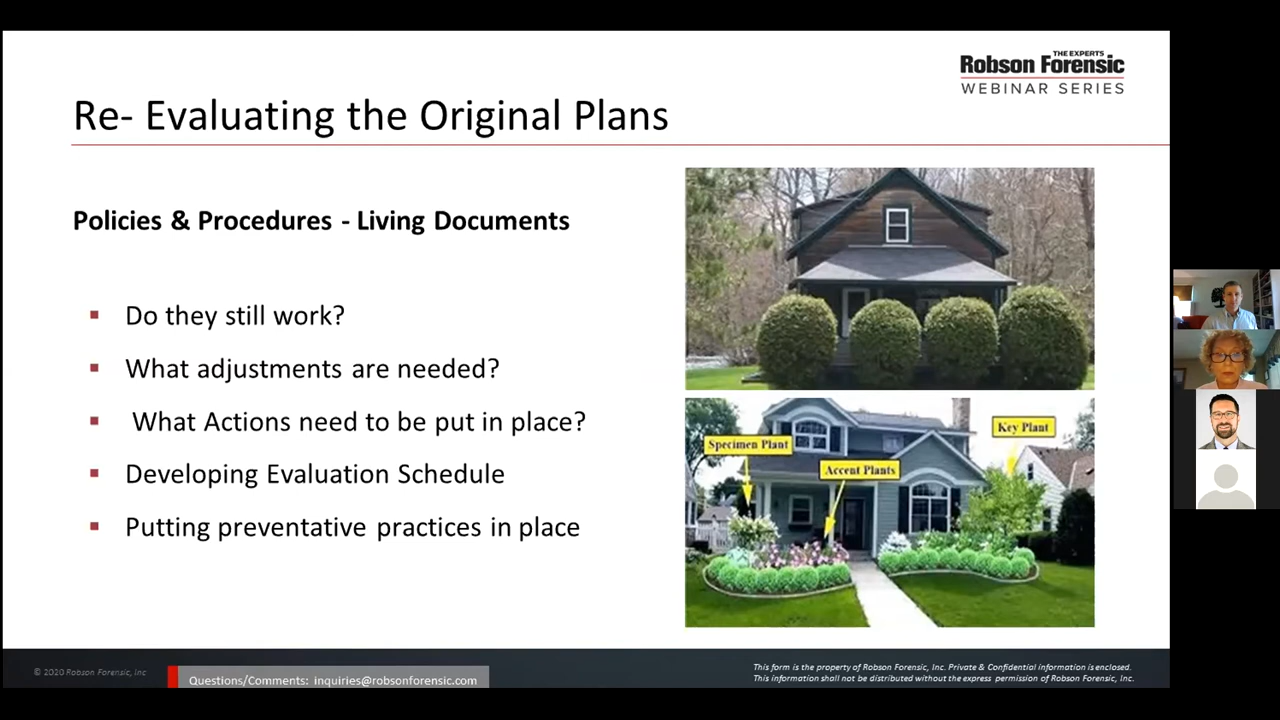 THE EXPERTS
Robson Forensic
WEBINAR SERIES
Re- Evaluating the Original Plans
Policies & Procedures - Living Documents
Do they still work?
What adjustments are needed?
What Actions need to be put in place?
Developing Evaluation Schedule
Putting preventative practices in place
Specimen Plant
Accent Plants
Key Plant
© 2020 Robson Forensic, Inc
Questions/Comments: inquiries@robsonforensic.com
This form is the property of Robson Forensic, Inc. Private & Confidential information is enclosed.
This information shall not be distributed without the express permission of Robson Forensic, Inc.